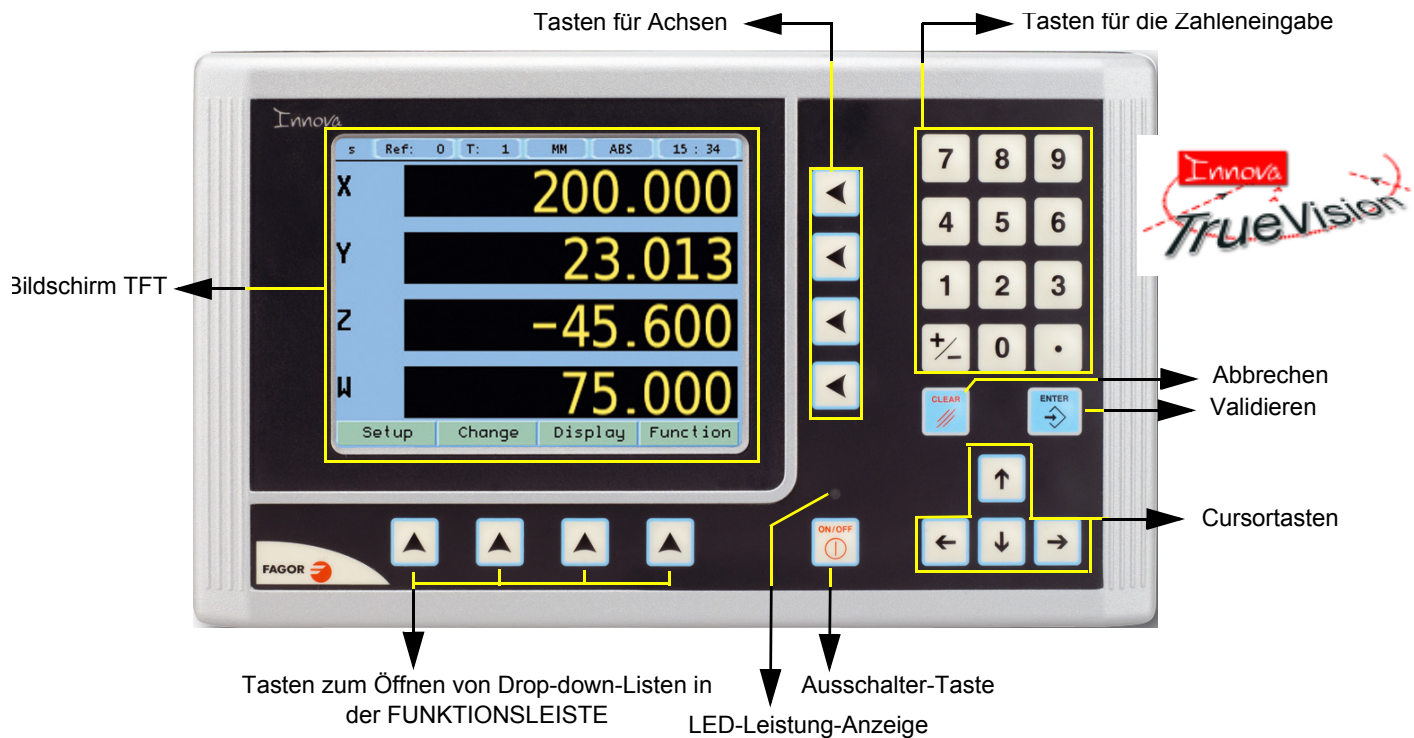 Tasten für Achsen
Tasten für die Zahleneingabe
Innova
s Ref: 0 T: 1 MM ABS 15 : 34
X 200.000
Y 23.013
Z -45.600
W 75.000
Setup Change Display Function
7 8 9
4 5 6
1 2 3
+/- 0 .
Innova
TrueVision
Bildschirm TFT
CLEAR
ENTER
Abbrechen
Validieren
Cursortasten
ON/OFF
FAGOR
Tasten zum Öffnen von Drop-down-Listen in
der FUNKTIONSLEISTE
Ausschalter-Taste
LED-Leistung-Anzeige